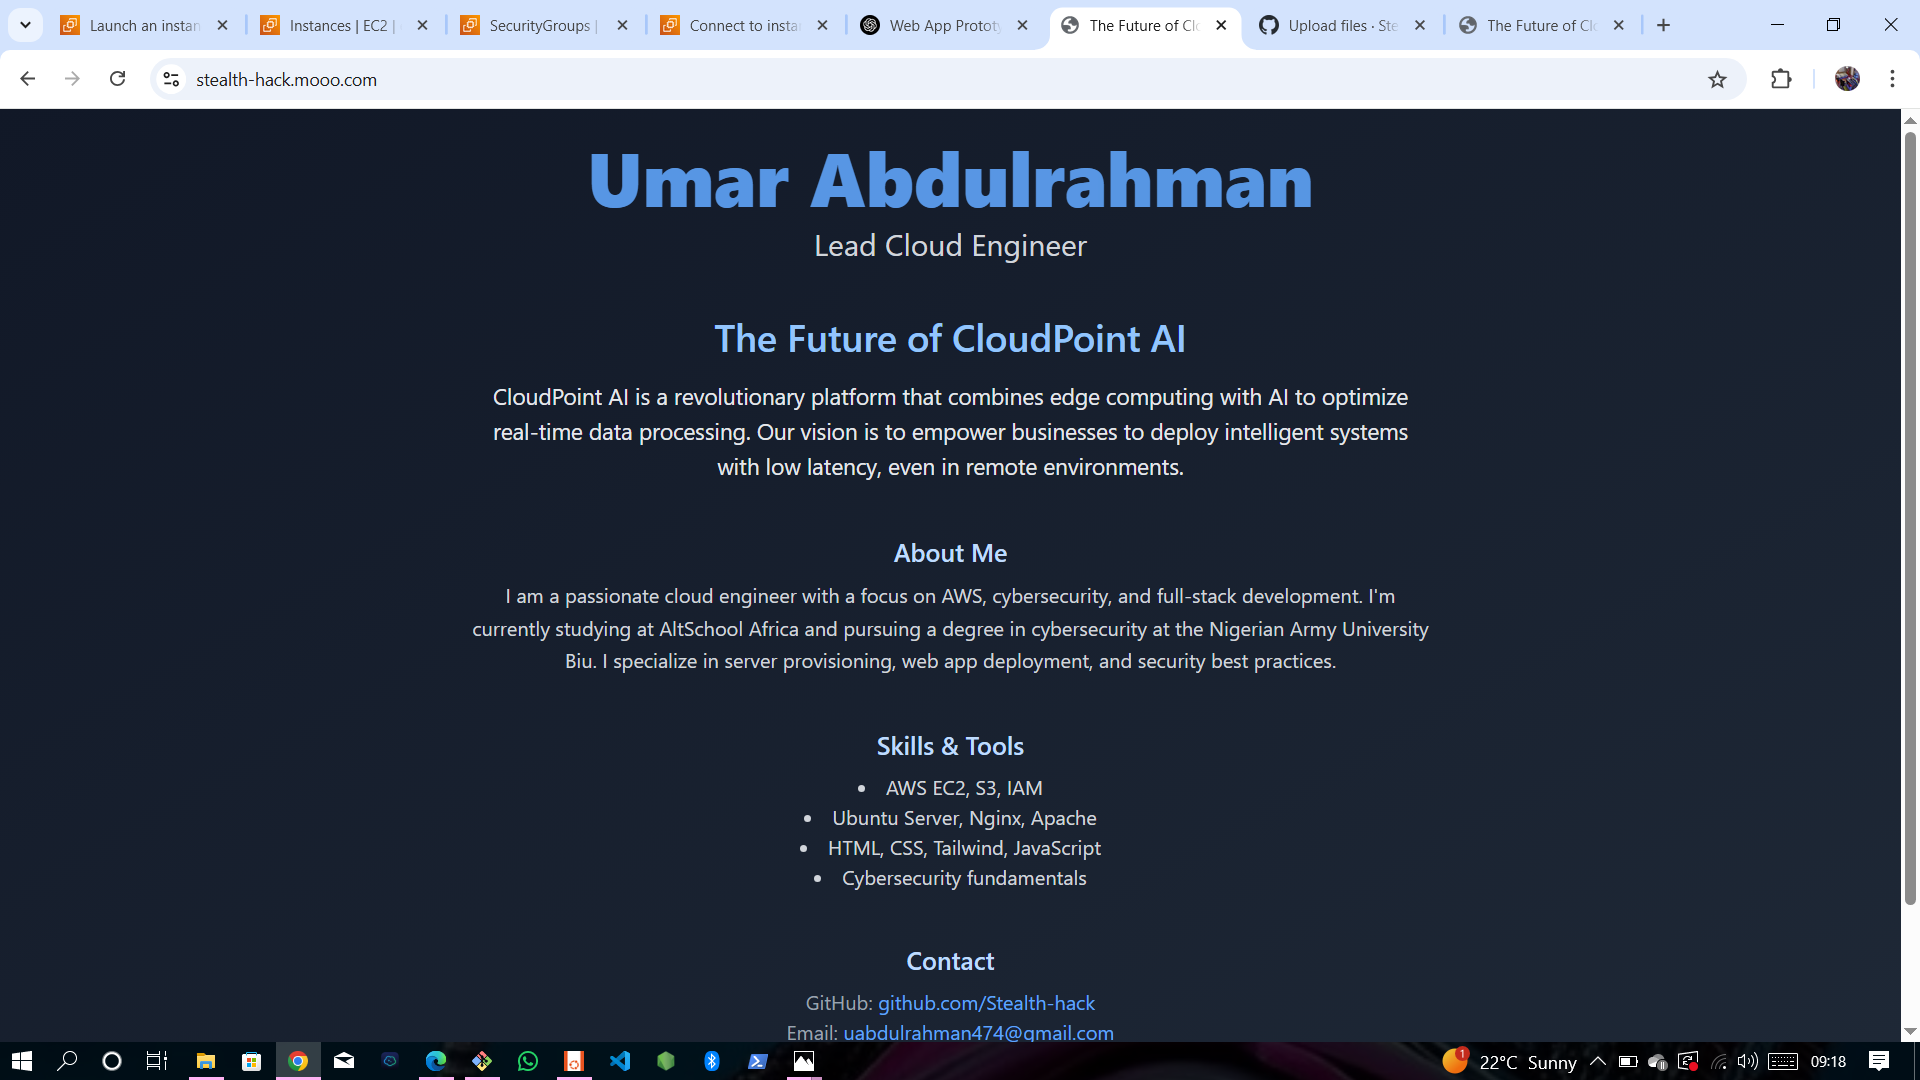 Launch an instan
Instances | EC2 |
SecurityGroups |
Connect to instan
Web App Prototy
The Future of Clo
Upload files · Ste
The Future of Clo
stealth-hack.mooo.com
Umar Abdulrahman
Lead Cloud Engineer
The Future of CloudPoint AI
CloudPoint AI is a revolutionary platform that combines edge computing with AI to optimize
real-time data processing. Our vision is to empower businesses to deploy intelligent systems
with low latency, even in remote environments.
About Me
I am a passionate cloud engineer with a focus on AWS, cybersecurity, and full-stack development. I'm
currently studying at AltSchool Africa and pursuing a degree in cybersecurity at the Nigerian Army University
Biu. I specialize in server provisioning, web app deployment, and security best practices.
Skills & Tools
• AWS EC2, S3, IAM
• Ubuntu Server, Nginx, Apache
• HTML, CSS, Tailwind, JavaScript
• Cybersecurity fundamentals
Contact
GitHub: github.com/Stealth-hack
Email: uabdulrahman474@gmail.com
1
22°C Sunny
09:18